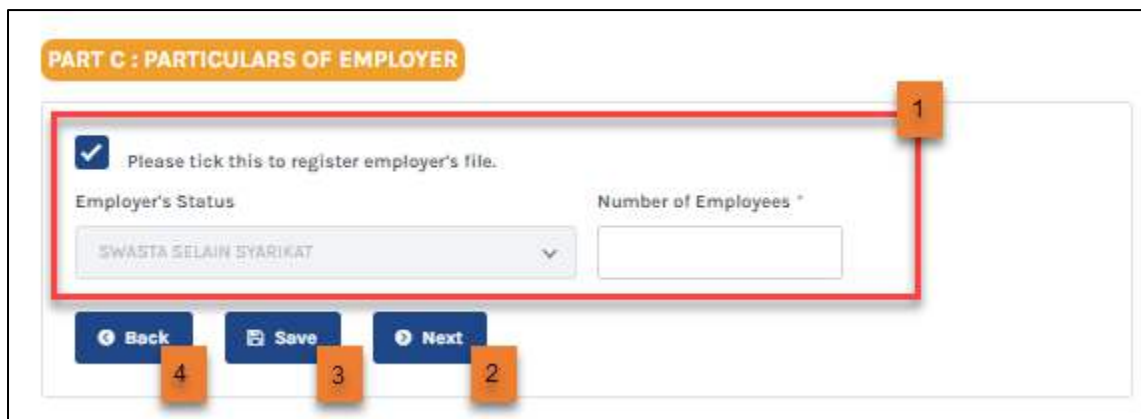 PART C : PARTICULARS OF EMPLOYER
1
Please tick this to register employer's file.
Employer's Status
Number of Employees *
SWASTA SELAIN SYARIKAT
Back
Save
Next
4
3
2